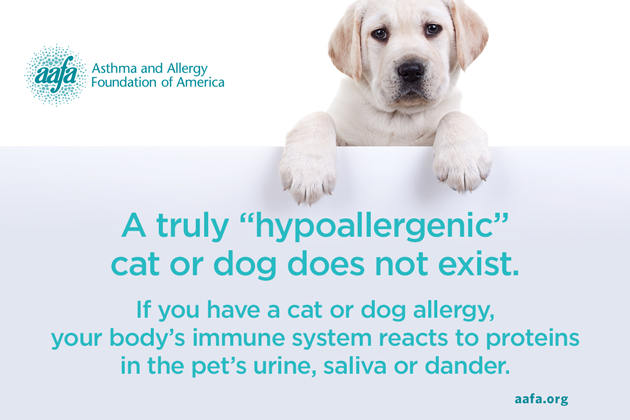 aafa
Asthma and Allergy
Foundation of America
A truly “hypoallergenic”
cat or dog does not exist.
If you have a cat or dog allergy,
your body’s immune system reacts to proteins
in the pet’s urine, saliva or dander.
aafa.org